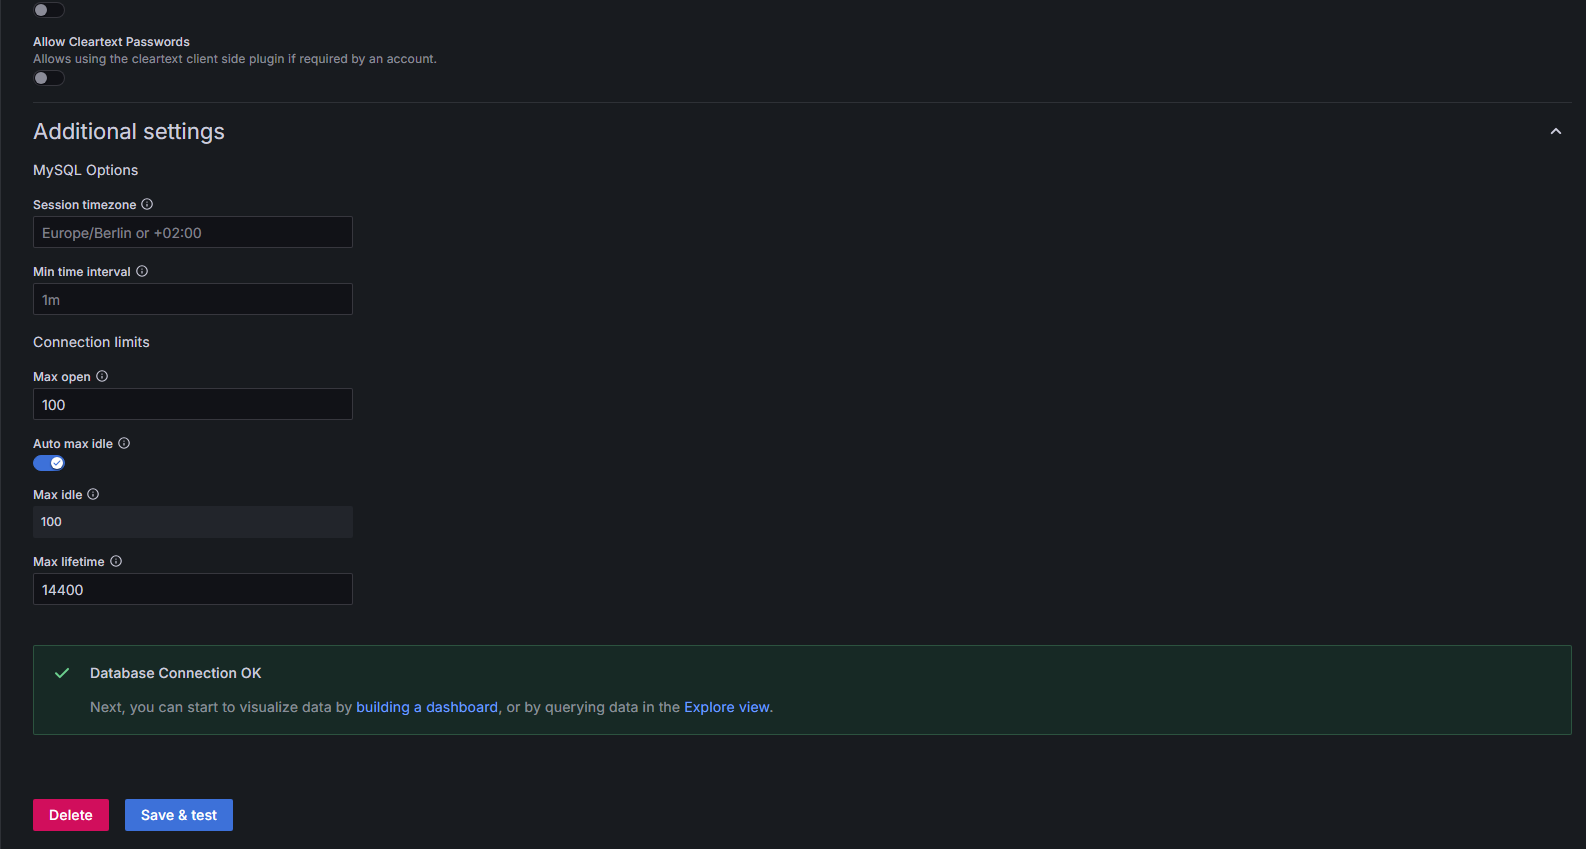 Allow Cleartext Passwords
Allows using the cleartext client side plugin if required by an account.
Additional settings
MySQL Options
Session timezone
Europe/Berlin or +02:00
Min time interval
1m
Connection limits
Max open
100
Auto max idle
Max idle
100
Max lifetime
14400
Database Connection OK
Next, you can start to visualize data by building a dashboard, or by querying data in the Explore view.
Delete
Save & test